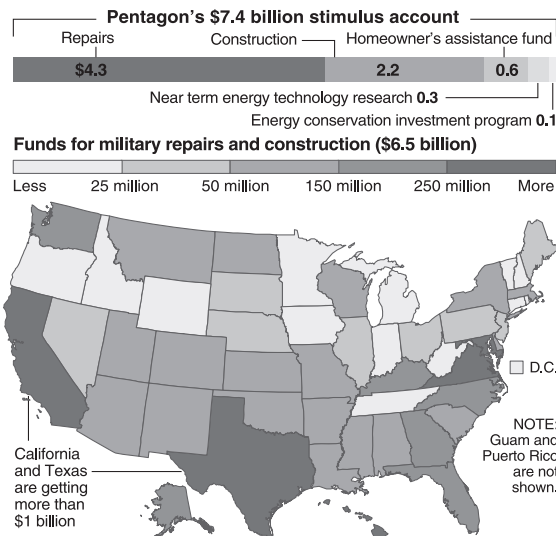 Pentagon's $7.4 billion stimulus account
Repairs
Construction
Homeowner's assistance fund
$4.3
2.2
0.6
Near term energy technology research 0.3
Energy conservation investment program 0.1
Funds for military repairs and construction ($6.5 billion)
Less
25 million
50 million
150 million
250 million
More
D.C.
NOTE:
Guam and
Puerto Rico
are not
shown.
California
and Texas
are getting
more than
$1 billion